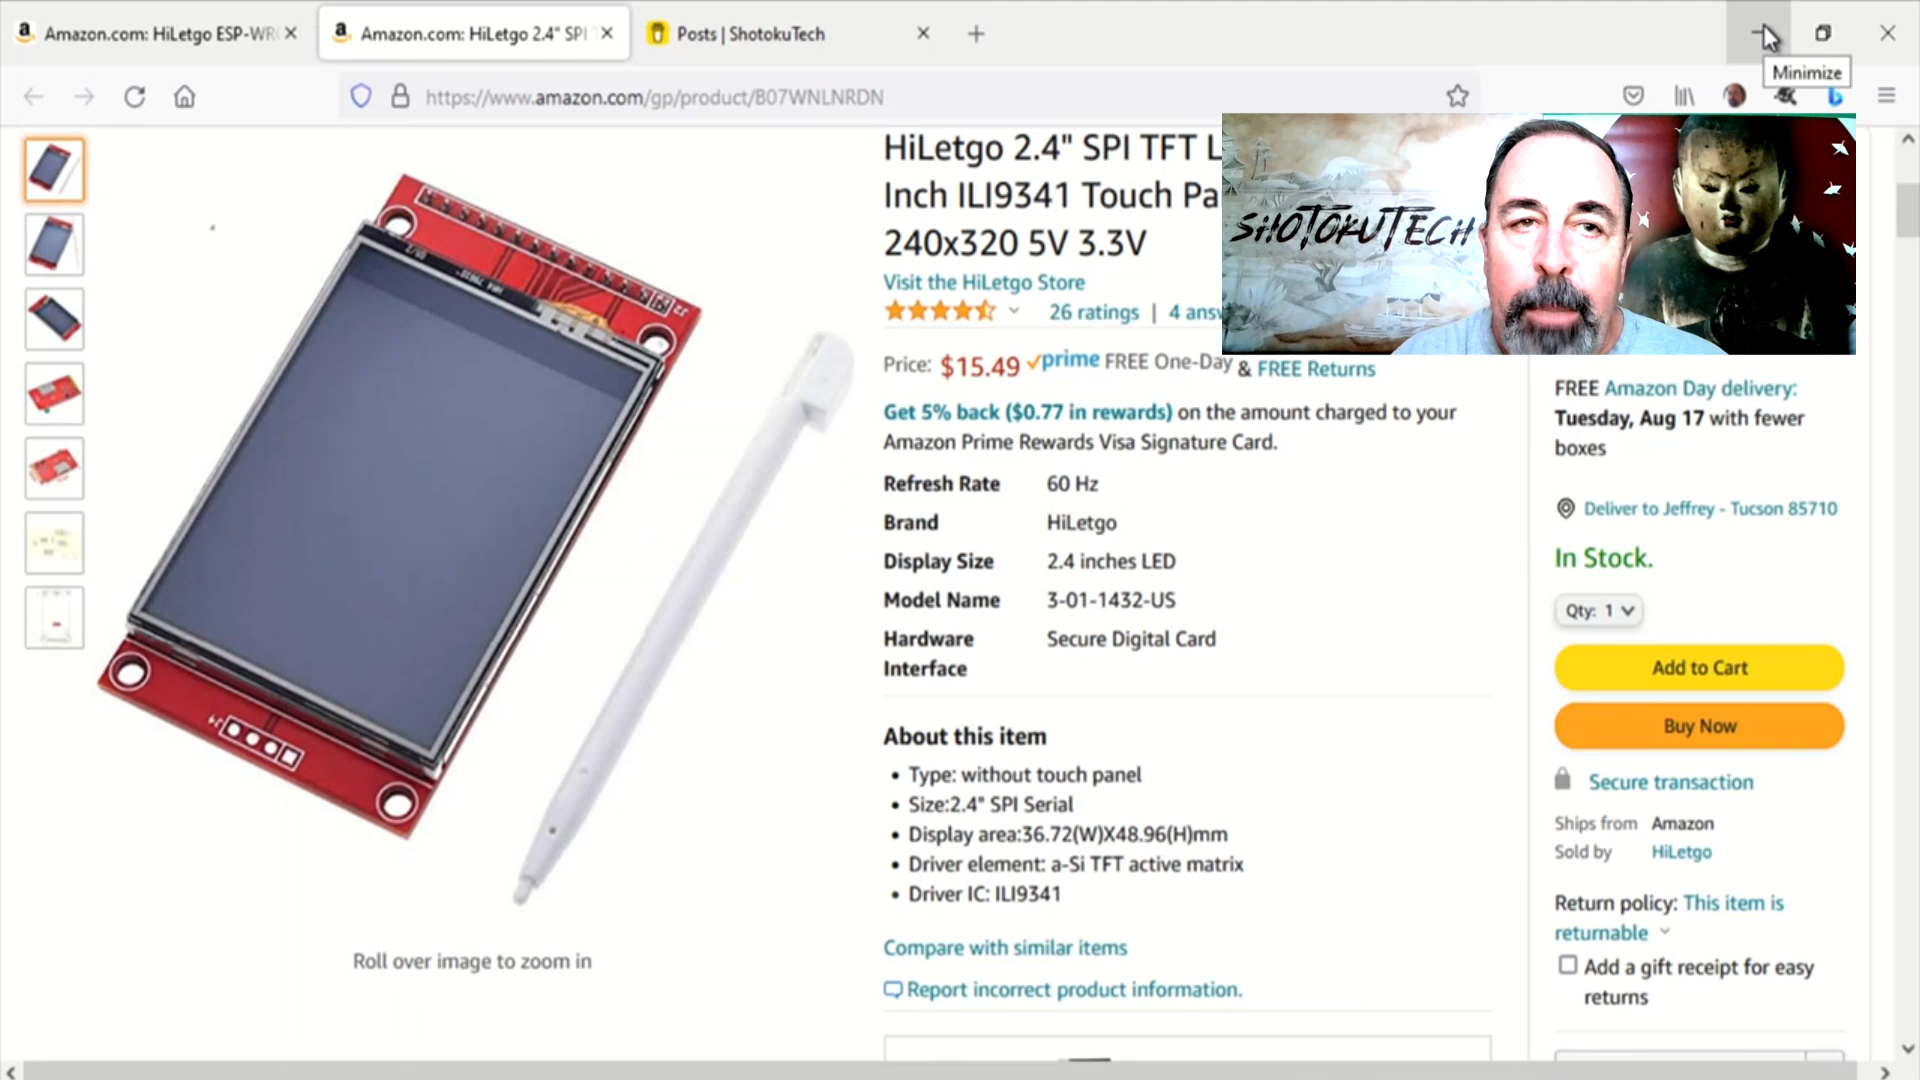 Amazon.com: HiLetgo ESP-WR
Amazon.com: HiLetgo 2.4" SPI
Posts | ShotokuTech
Minimize
https://www.amazon.com/gp/product/B07WNLNRDN
HiLetgo 2.4" SPI TFT L
Inch ILI9341 Touch Pa
240x320 5V 3.3V
SHOTOKUTECH
Visit the HiLetgo Store
26 ratings | 4 answ
Price: $15.49 prime FREE One-Day & FREE Returns
Get 5% back ($0.77 in rewards) on the amount charged to your
Amazon Prime Rewards Visa Signature Card.
Refresh Rate 60 Hz
Brand HiLetgo
Display Size 2.4 inches LED
Model Name 3-01-1432-US
Hardware Interface Secure Digital Card
About this item
• Type: without touch panel
• Size:2.4" SPI Serial
• Display area:36.72(W)X48.96(H)mm
• Driver element: a-Si TFT active matrix
• Driver IC: ILI9341
Compare with similar items
Report incorrect product information.
Roll over image to zoom in
FREE Amazon Day delivery:
Tuesday, Aug 17 with fewer
boxes
Deliver to Jeffrey - Tucson 85710
In Stock.
Qty: 1
Add to Cart
Buy Now
Secure transaction
Ships from Amazon
Sold by HiLetgo
Return policy: This item is
returnable
Add a gift receipt for easy
returns